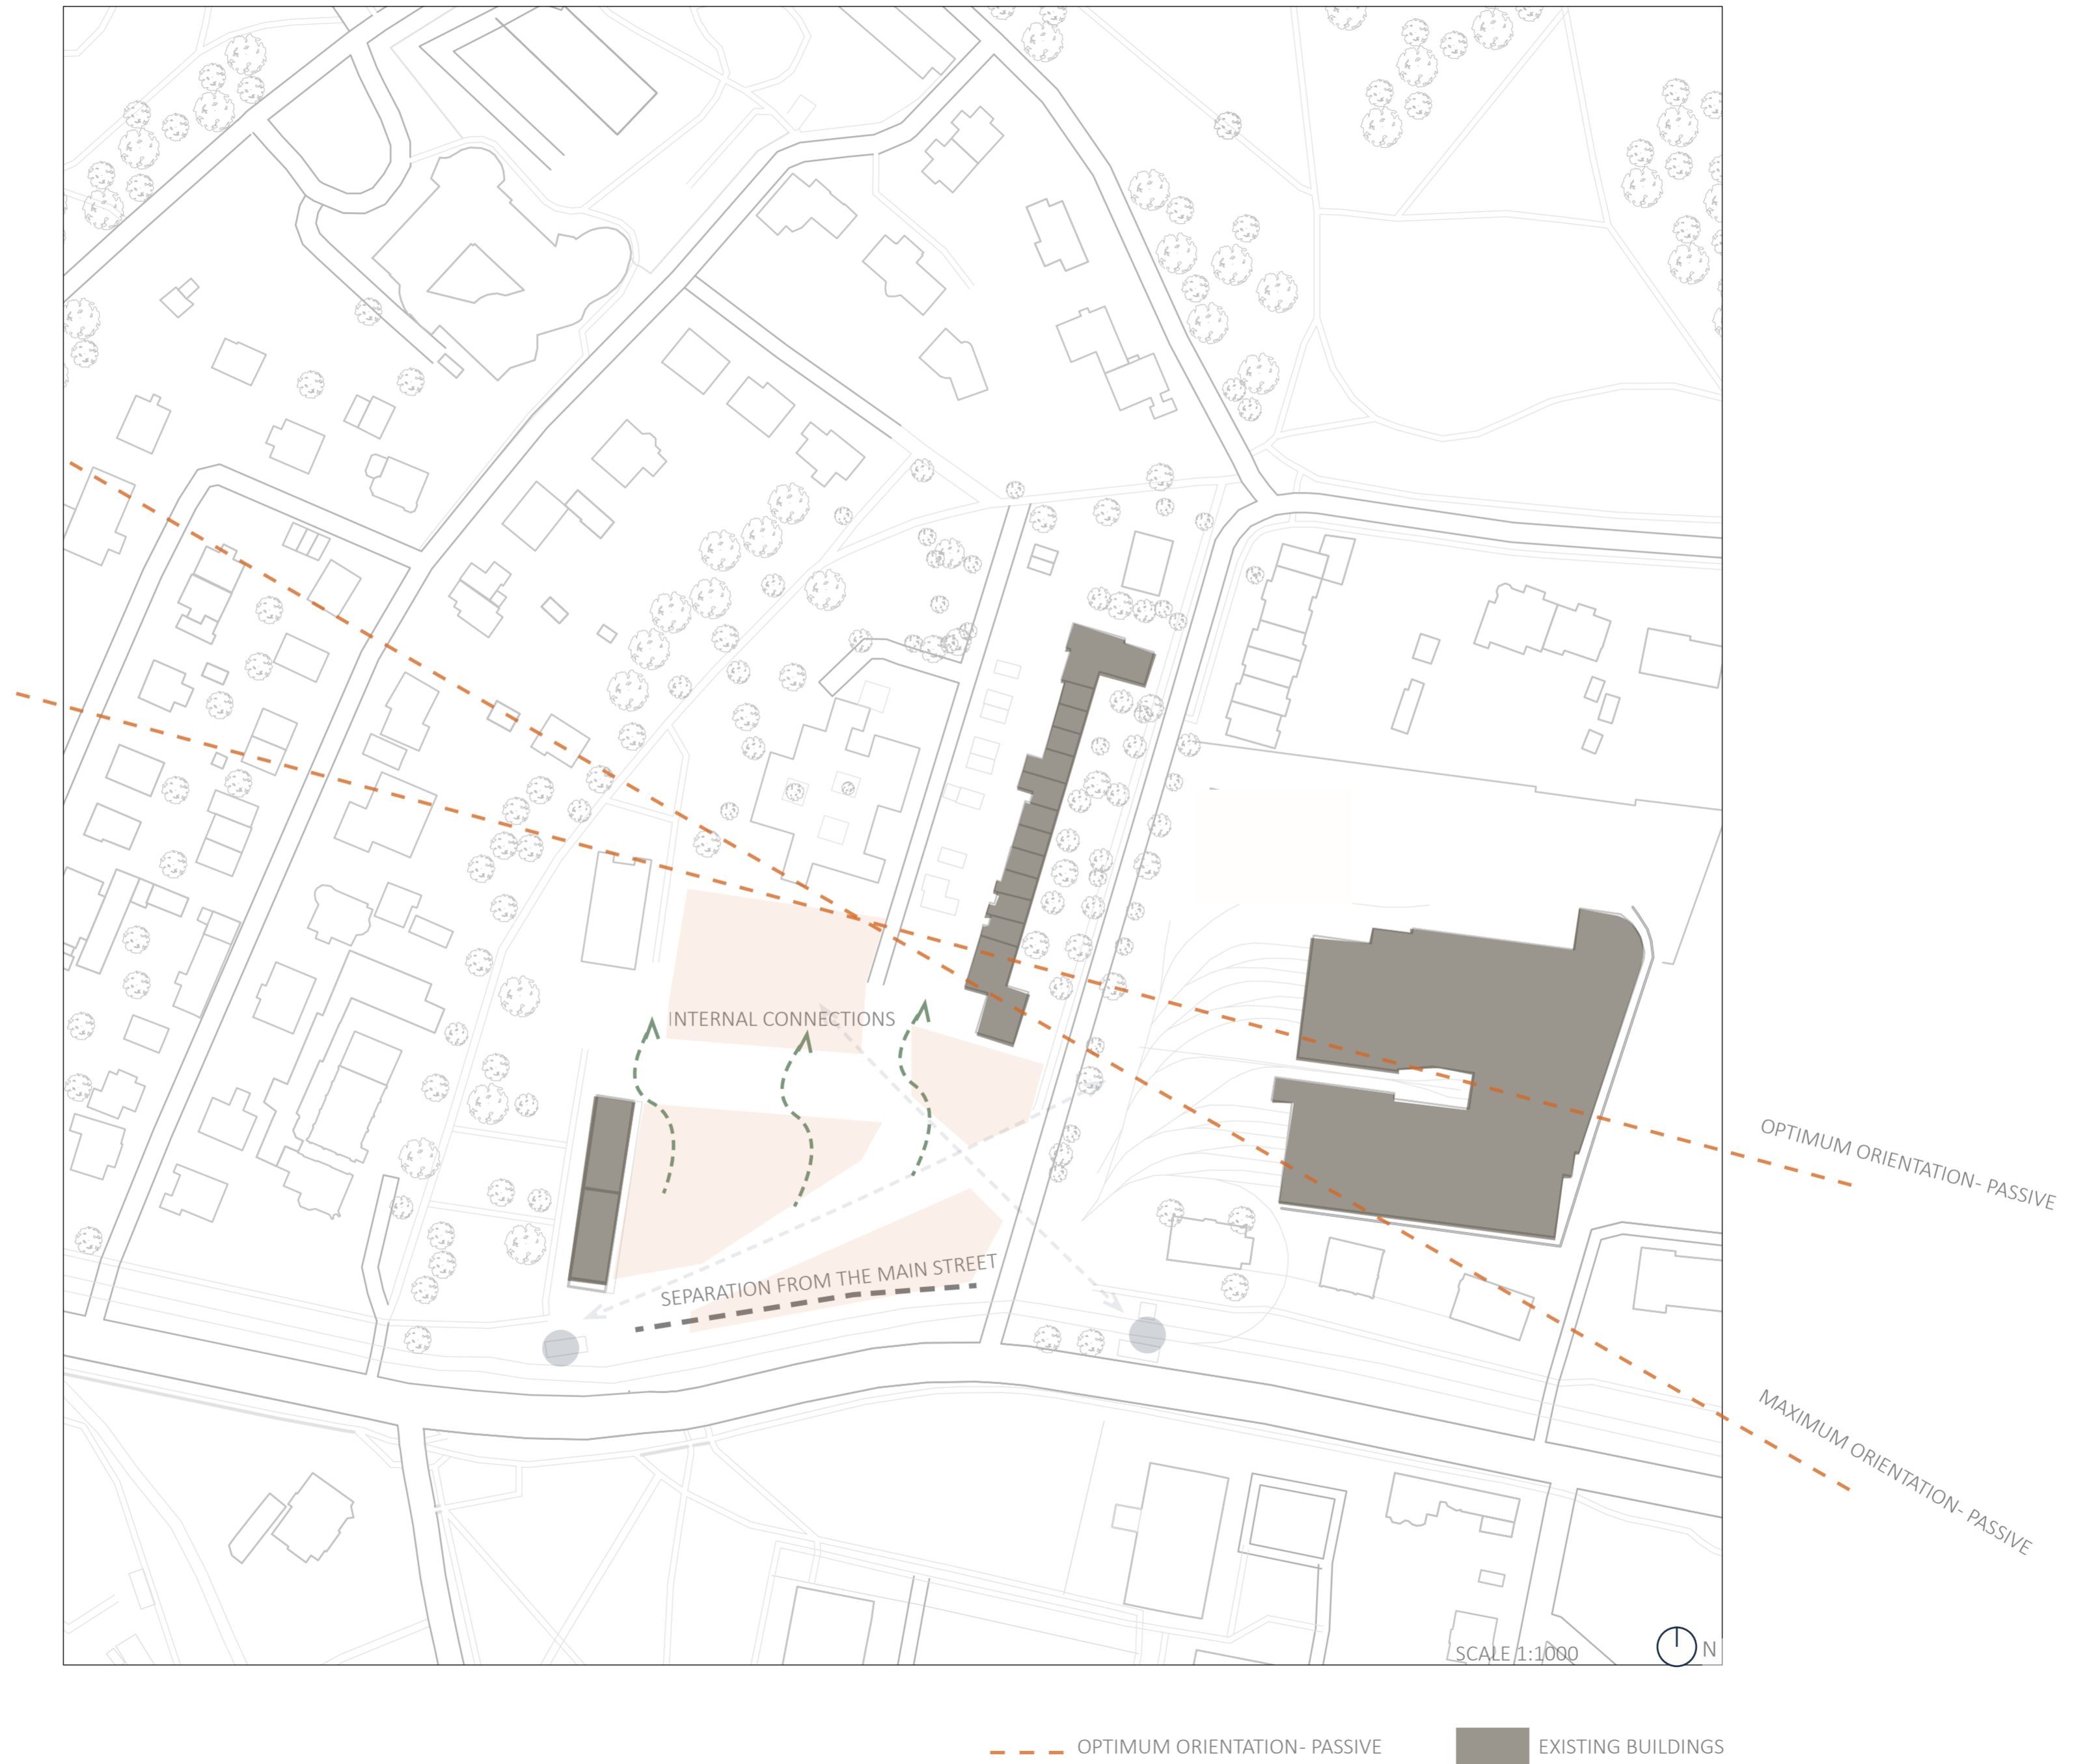 INTERNAL CONNECTIONS
OPTIMUM ORIENTATION- PASSIVE
SEPARATION FROM THE MAIN STREET
MAXIMUM ORIENTATION- PASSIVE
SCALE 1:1000
N
OPTIMUM ORIENTATION- PASSIVE
EXISTING BUILDINGS